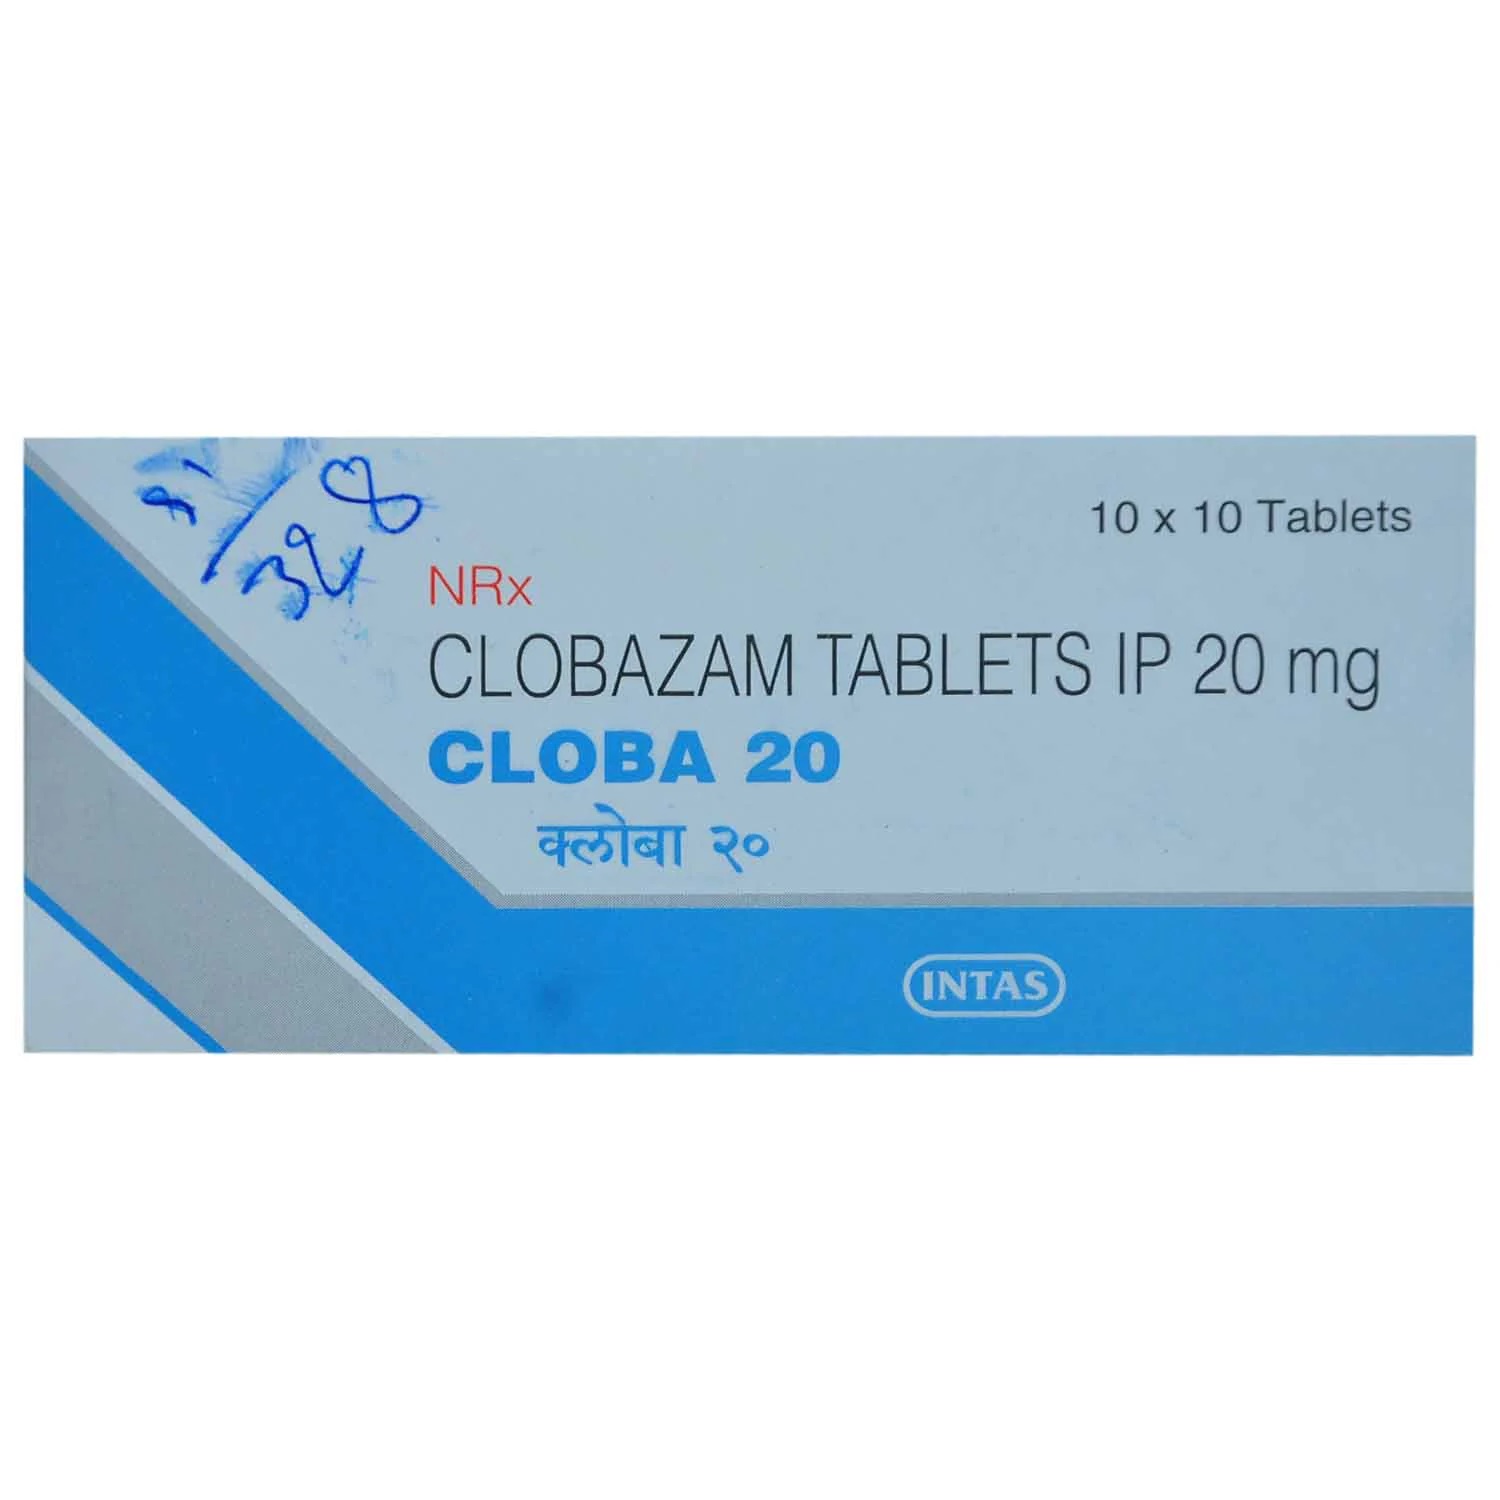 10 x 10 Tablets
NRx
CLOBAZAM TABLETS IP 20 mg
CLOBA 20
क्लोबा २०
INTAS